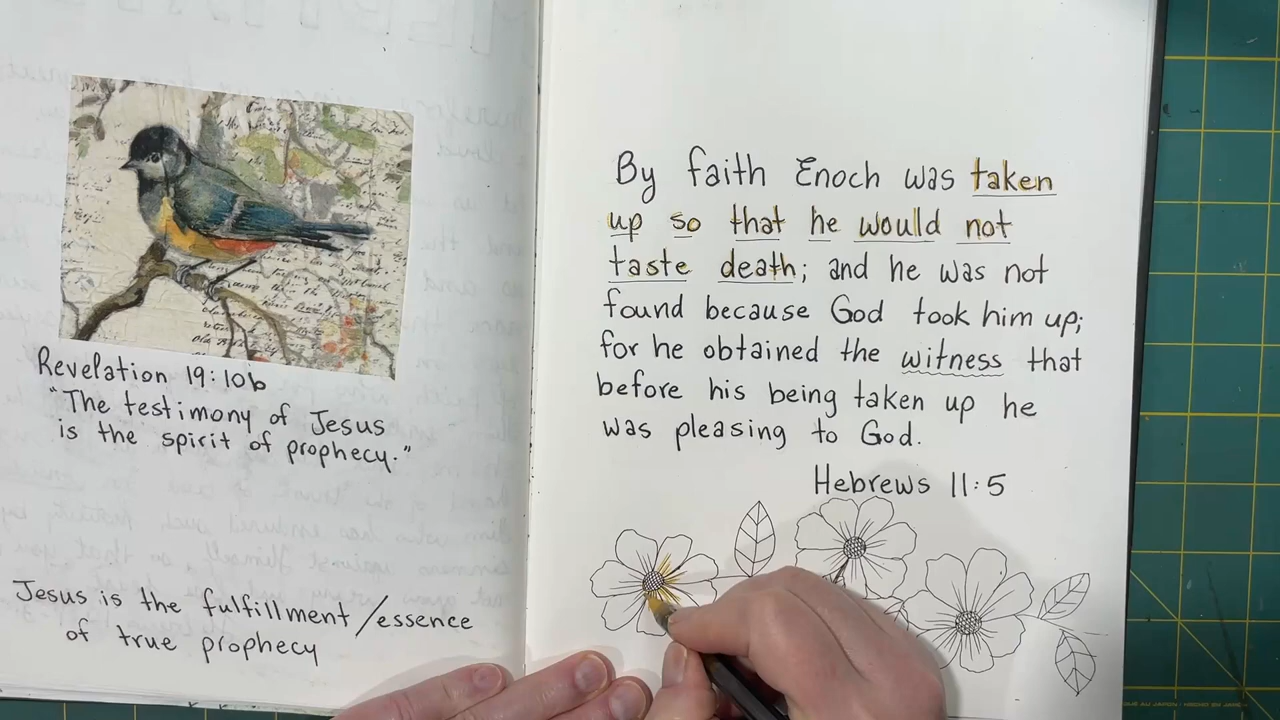 Revelation 19:10b
"The testimony of Jesus
is the spirit of prophecy."
Jesus is the fulfillment/essence
of true prophecy
By faith Enoch was taken
up so that he would not
taste death; and he was not
found because God took him up;
for he obtained the witness that
before his being taken up he
was pleasing to God.
Hebrews 11:5